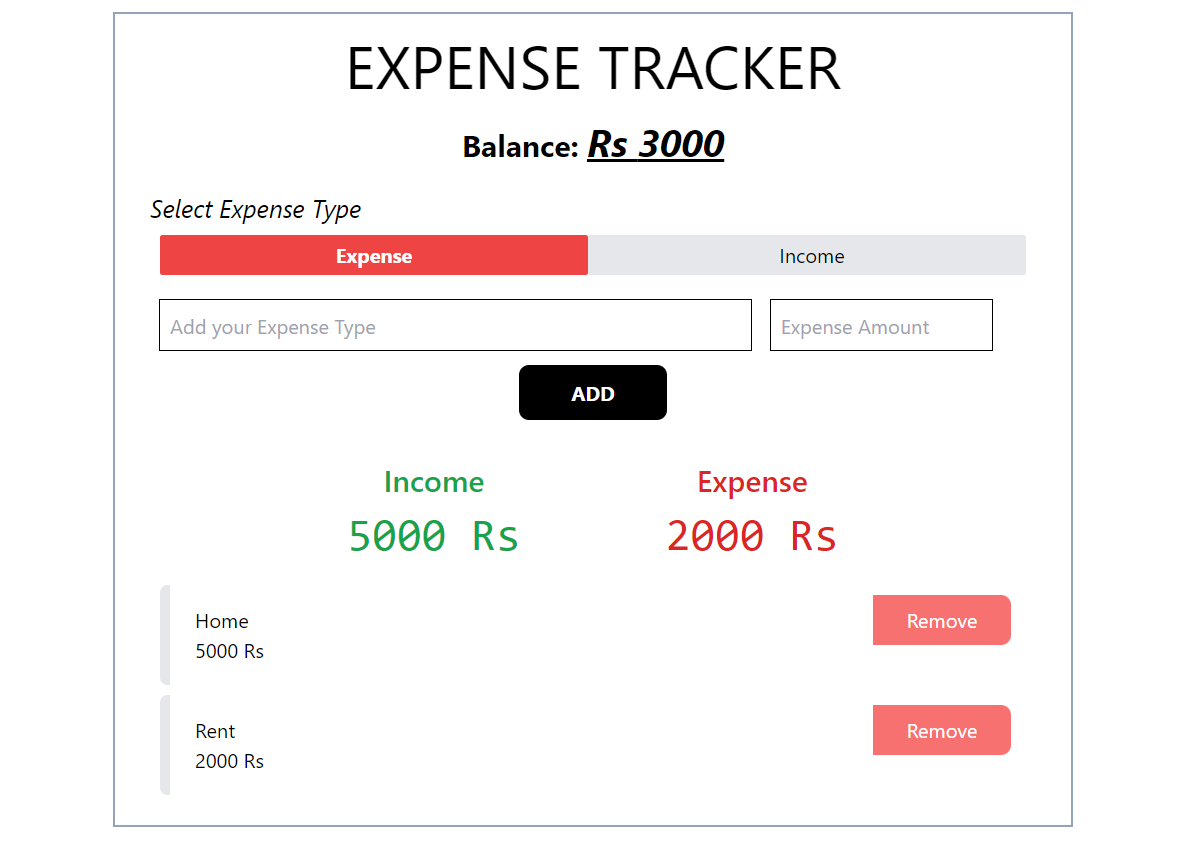 EXPENSE TRACKER
Balance: Rs 3000
Select Expense Type
Expense Income
Add your Expense Type Expense Amount
ADD
Income Expense
5000 Rs 2000 Rs
Home Remove
5000 Rs
Rent Remove
2000 Rs